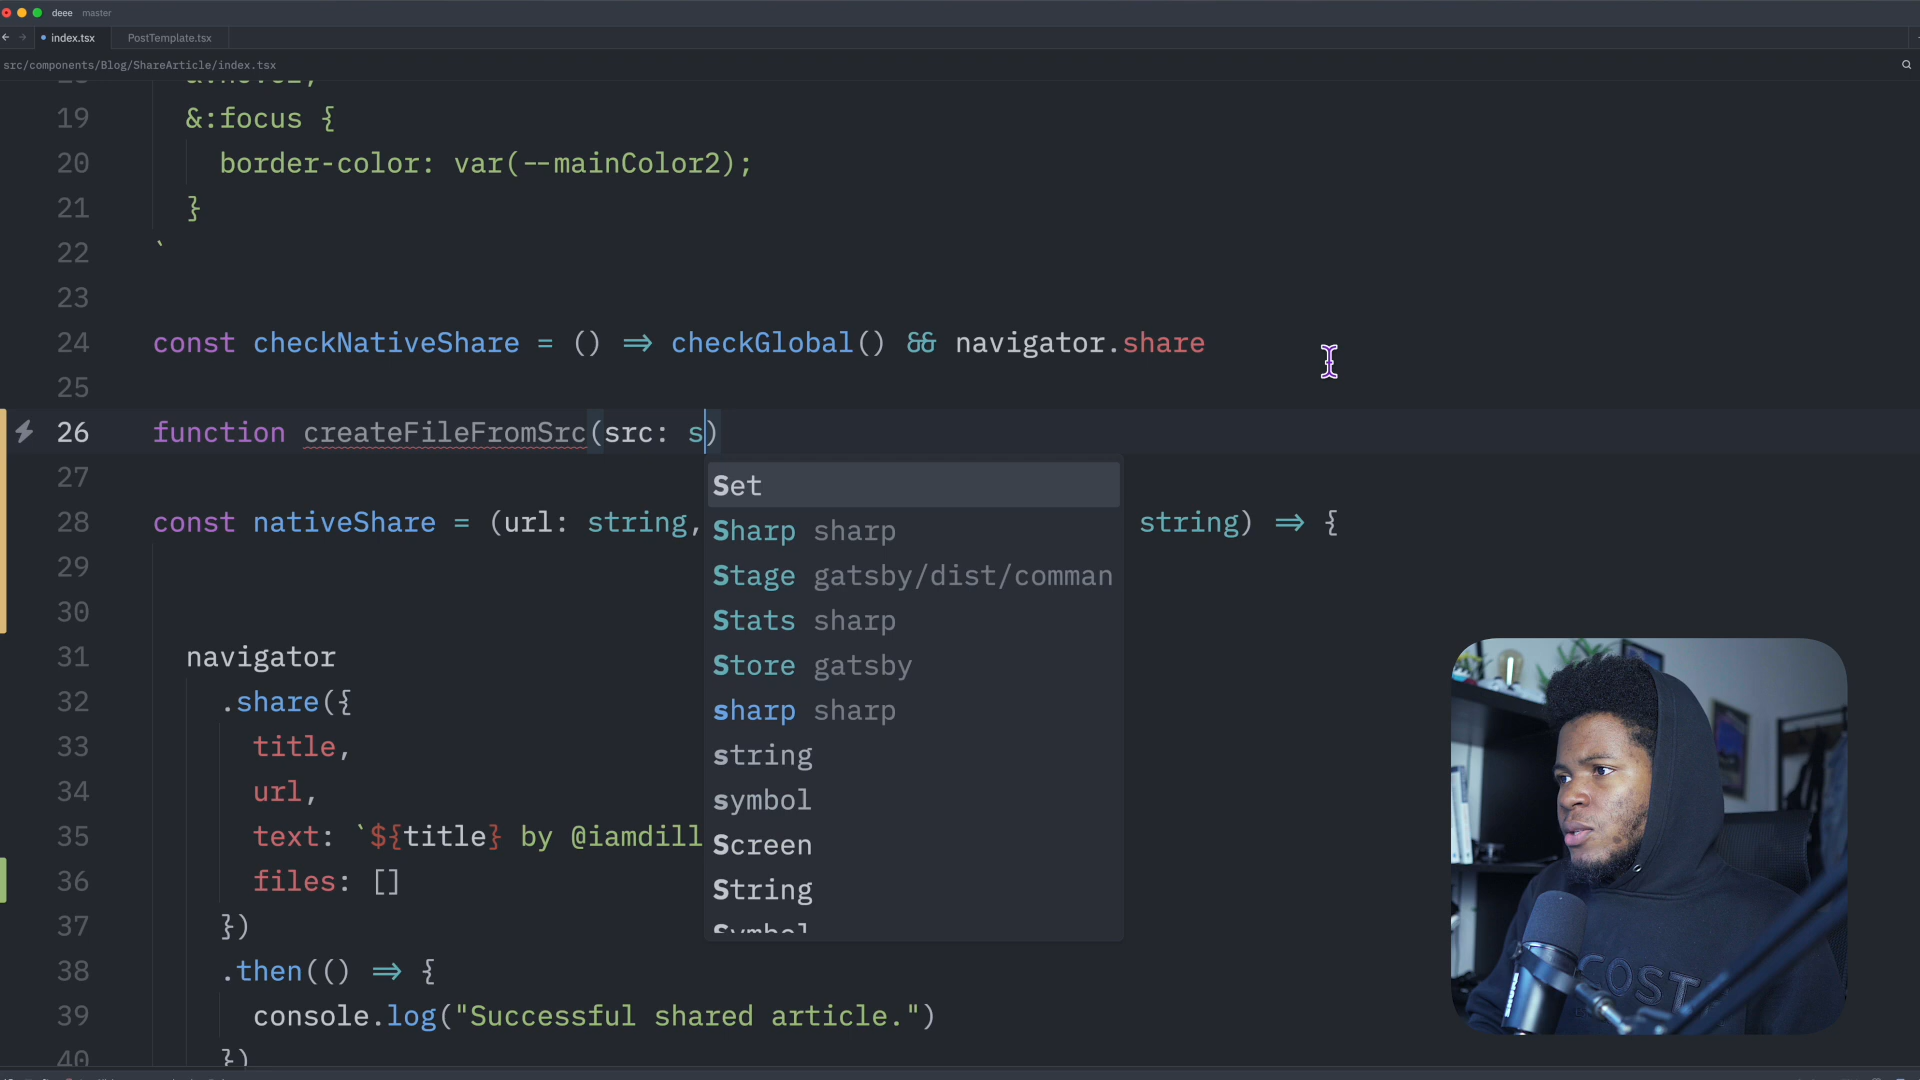 deee master
index.tsx PostTemplate.tsx
src/components/Blog/ShareArticle/index.tsx
19 &:focus {
20 border-color: var(--mainColor2);
21 }
22 `
23
24 const checkNativeShare = () => checkGlobal() && navigator.share
25
26 function createFileFromSrc(src: s)
27
Set
28 const nativeShare = (url: string, string) => {
Sharp sharp
29
Stage gatsby/dist/comman
30
Stats sharp
31 navigator
Store gatsby
32 .share({
sharp sharp
33 title,
string
34 url,
symbol
35 text: `${title} by @iamdill
Screen
36 files: []
String
37 })
Symbol
38 .then(() => {
39 console.log("Successful shared article.")
40 })
COST